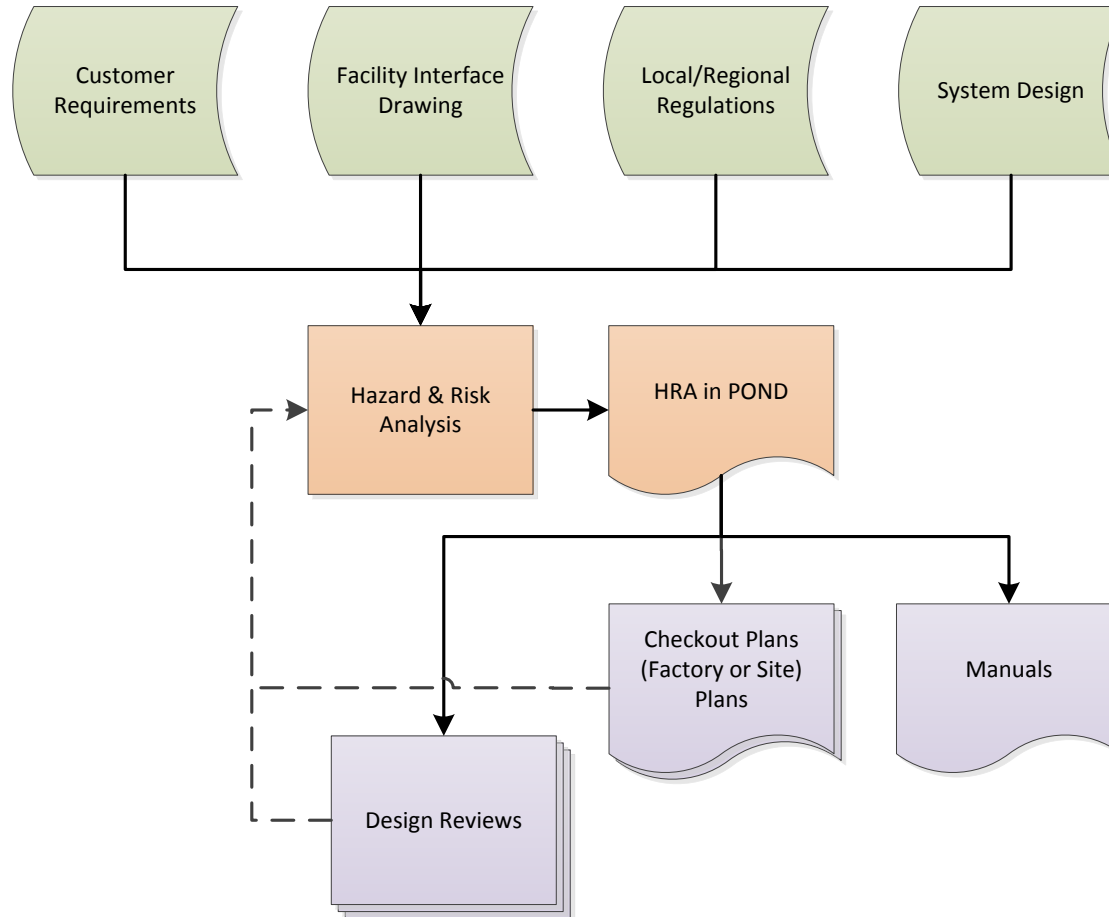 Customer
Requirements
Facility Interface
Drawing
Local/Regional
Regulations
System Design
Hazard & Risk
Analysis
HRA in POND
Checkout Plans
(Factory or Site)
Plans
Manuals
Design Reviews